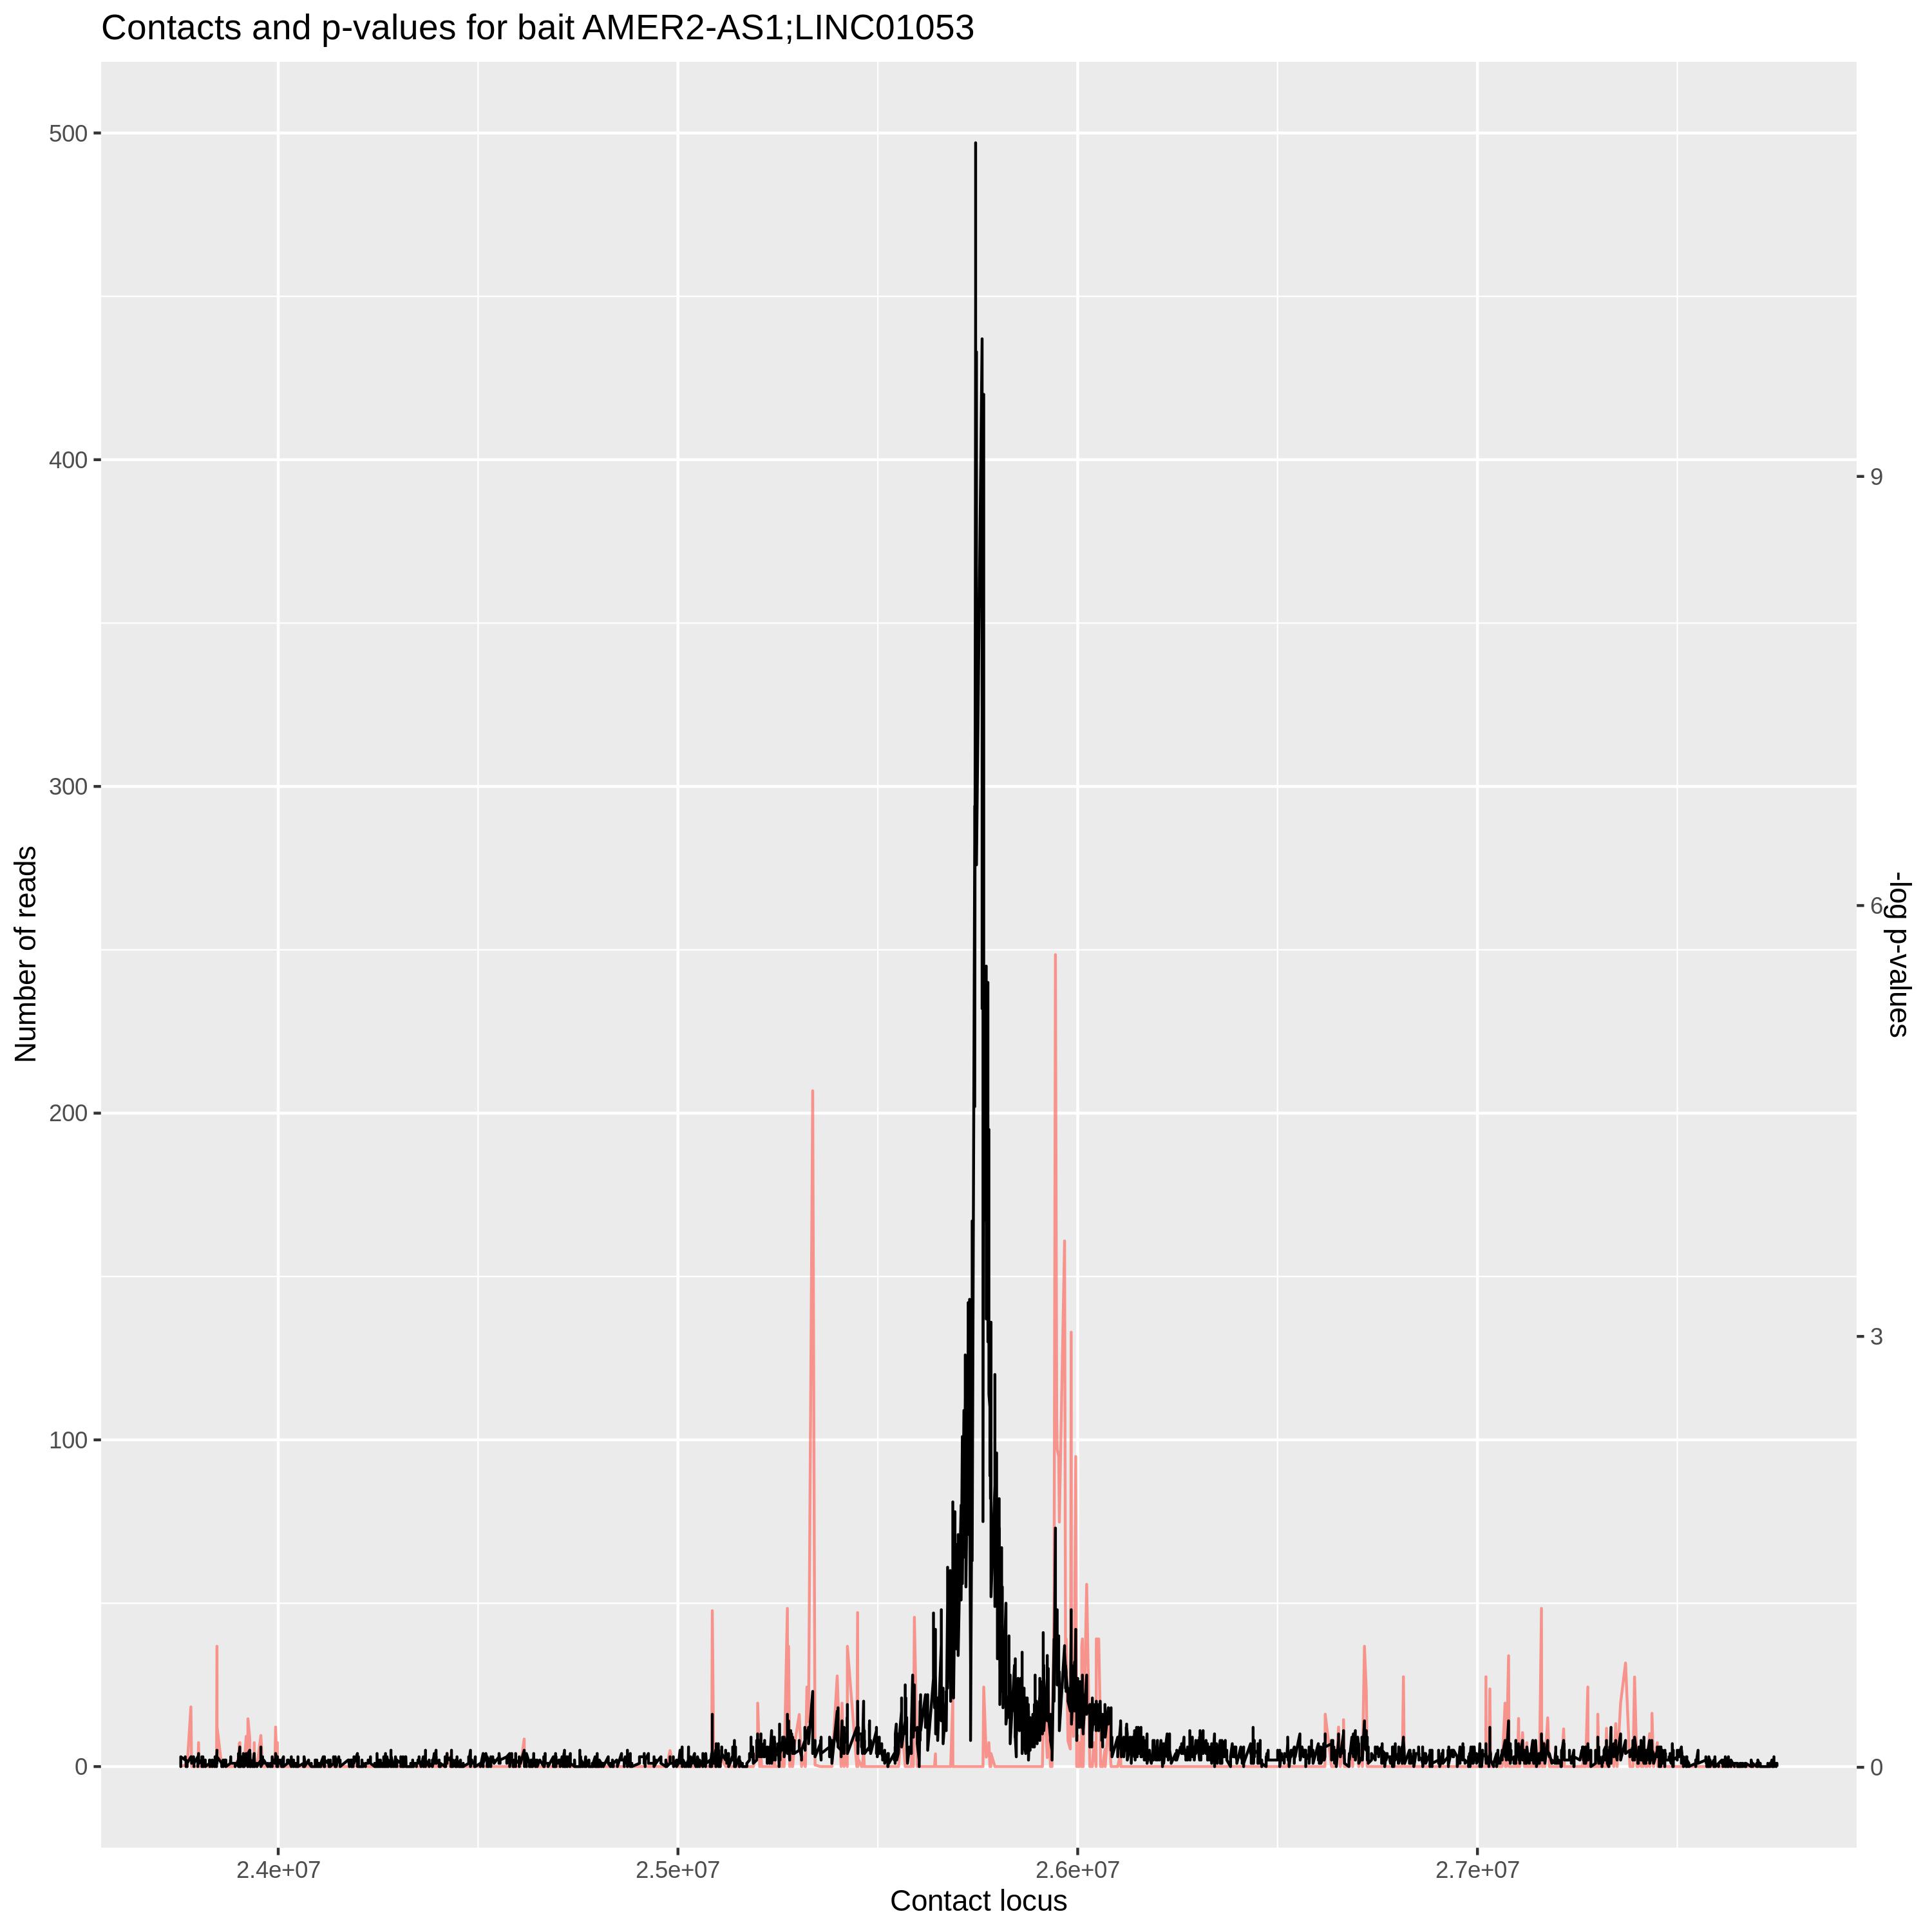 Contacts and p-values for bait AMER2-AS1;LINC01053
500
400
300
200
100
0
Number of reads
9
6
3
0
-log p-values
2.4e+07
2.5e+07
2.6e+07
2.7e+07
Contact locus